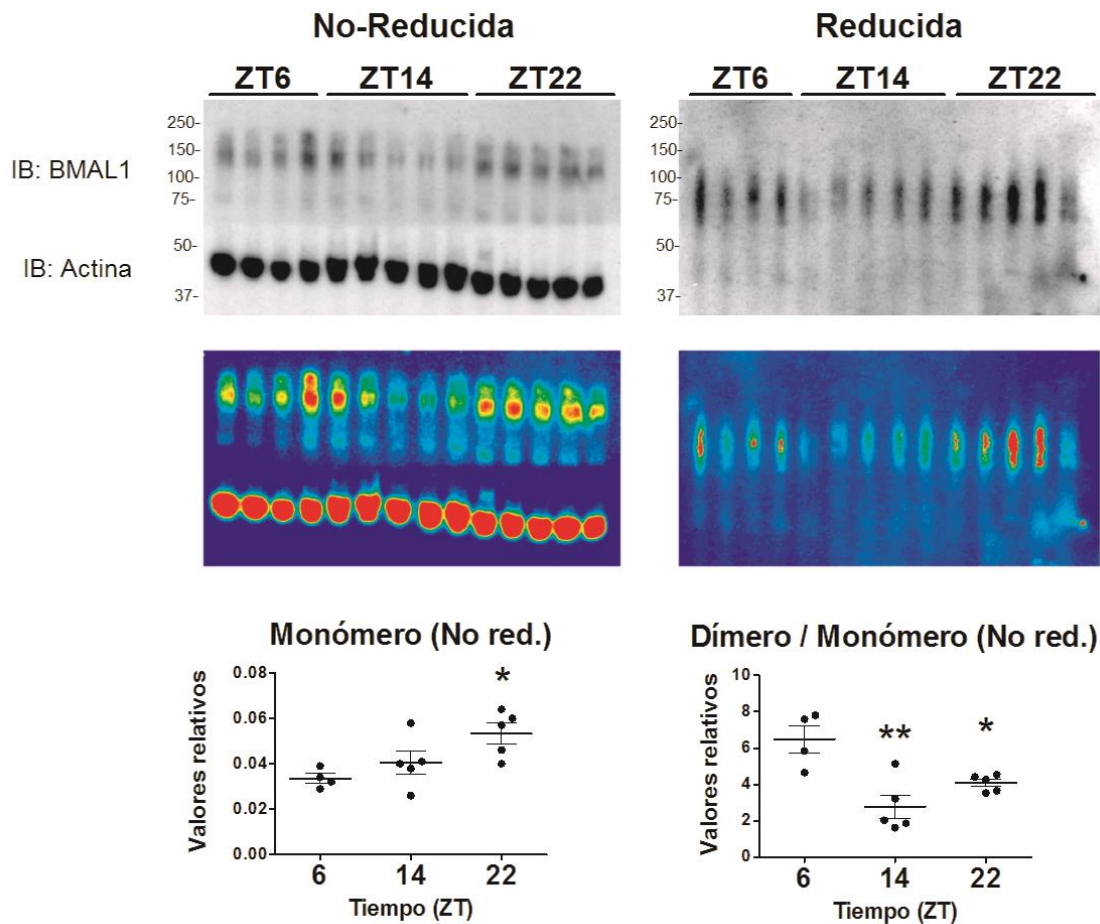 No-Reducida
ZT6 ZT14 ZT22
250-
150-
100-
75-
50-
37-
IB: BMAL1
IB: Actina
Reducida
ZT6 ZT14 ZT22
250-
150-
100-
75-
50-
37-
Monómero (No red.)
Valores relativos
0.08
0.06
0.04
0.02
0.00
*
6 14 22
Tiempo (ZT)
Dímero / Monómero (No red.)
Valores relativos
10
8
6
4
2
0
**
*
6 14 22
Tiempo (ZT)